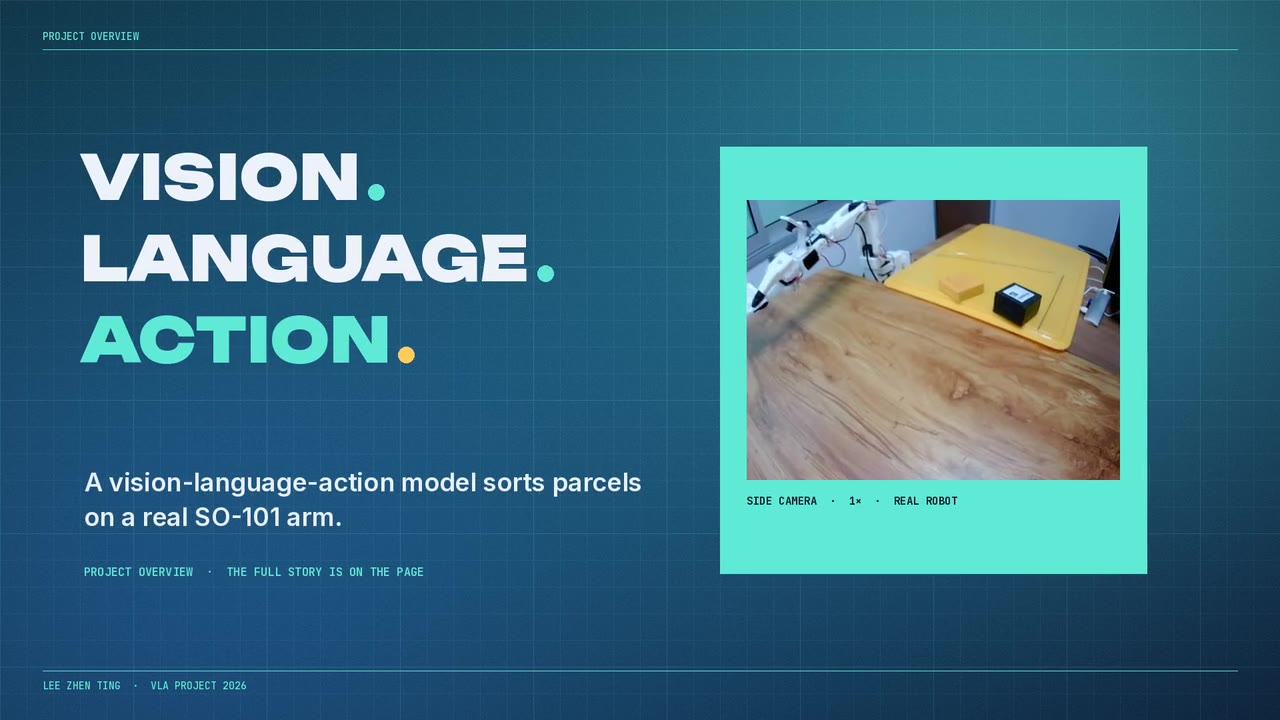 PROJECT OVERVIEW
VISION.
LANGUAGE.
ACTION.
A vision-language-action model sorts parcels
on a real SO-101 arm.
PROJECT OVERVIEW · THE FULL STORY IS ON THE PAGE
SIDE CAMERA · 1× · REAL ROBOT
LEE ZHEN TING · VLA PROJECT 2026